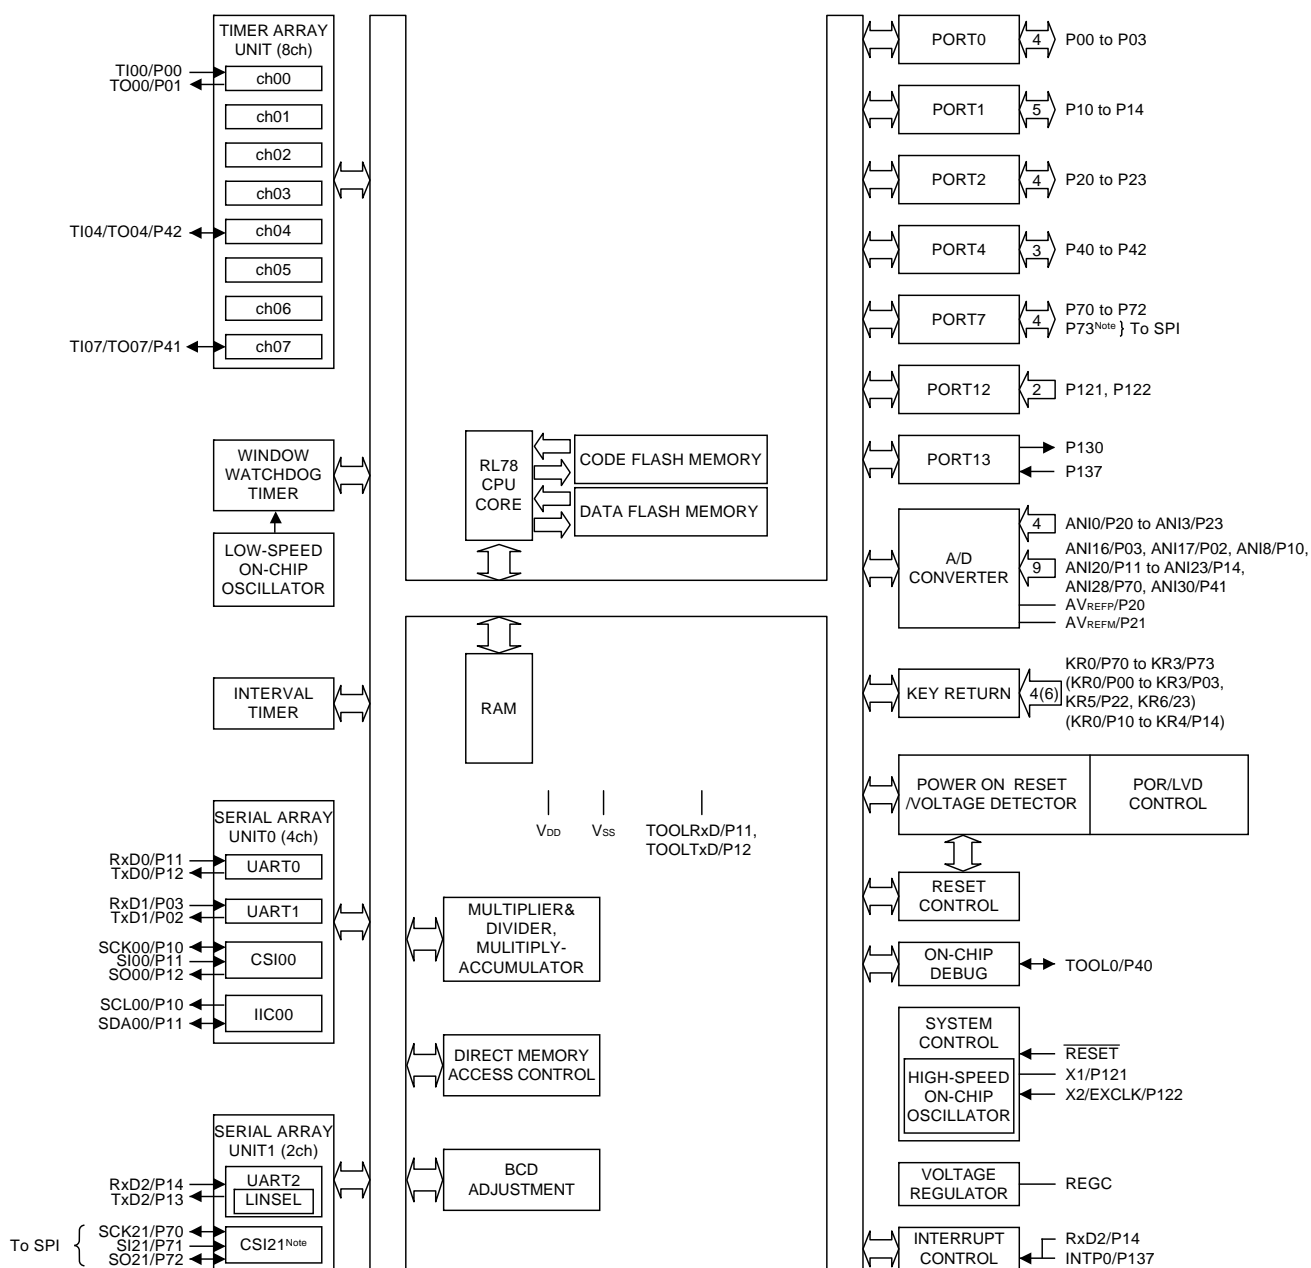 TIMER ARRAY
UNIT (8ch)
TI00/P00
TO00/P01
ch00
ch01
ch02
ch03
TI04/TO04/P42
ch04
ch05
ch06
TI07/TO07/P41
ch07
WINDOW
WATCHDOG
TIMER
LOW-SPEED
ON-CHIP
OSCILLATOR
INTERVAL
TIMER
SERIAL ARRAY
UNIT0 (4ch)
RxD0/P11
TxD0/P12
UART0
RxD1/P03
TxD1/P02
UART1
SCK00/P10
SI00/P11
SO00/P12
CSI00
SCL00/P10
SDA00/P11
IIC00
SERIAL ARRAY
UNIT1 (2ch)
RxD2/P14
TxD2/P13
UART2
LINSEL
To SPI {
SCK21/P70
SI21/P71
SO21/P72
CSI21Note
RL78
CPU
CORE
CODE FLASH MEMORY
DATA FLASH MEMORY
RAM
VDD
VSS
TOOLRxD/P11,
TOOLTxD/P12
MULTIPLIER&
DIVIDER,
MULITIPLY-
ACCUMULATOR
DIRECT MEMORY
ACCESS CONTROL
BCD
ADJUSTMENT
PORT0 4 P00 to P03
PORT1 5 P10 to P14
PORT2 4 P20 to P23
PORT4 3 P40 to P42
PORT7 4
P70 to P72
P73Note } To SPI
PORT12 2 P121, P122
PORT13
P130
P137
A/D
CONVERTER
4 ANI0/P20 to ANI3/P23
9
ANI16/P03, ANI17/P02, ANI8/P10,
ANI20/P11 to ANI23/P14,
ANI28/P70, ANI30/P41
AVREFP/P20
AVREFM/P21
KEY RETURN 4(6)
KR0/P70 to KR3/P73
(KR0/P00 to KR3/P03,
KR5/P22, KR6/23)
(KR0/P10 to KR4/P14)
POWER ON RESET
/VOLTAGE DETECTOR
POR/LVD
CONTROL
RESET
CONTROL
ON-CHIP
DEBUG
TOOL0/P40
SYSTEM
CONTROL
HIGH-SPEED
ON-CHIP
OSCILLATOR
RESET
X1/P121
X2/EXCLK/P122
VOLTAGE
REGULATOR
REGC
INTERRUPT
CONTROL
RxD2/P14
INTP0/P137